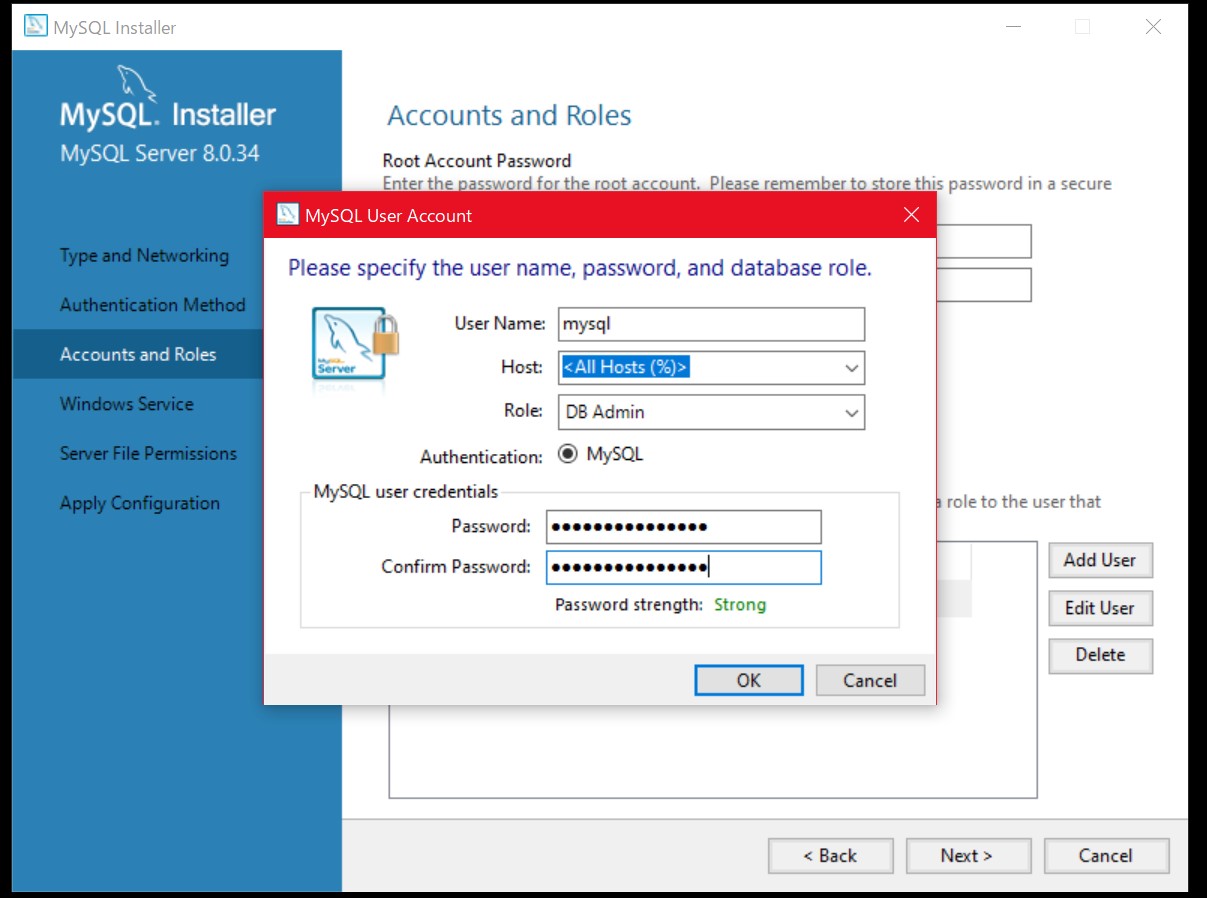 MySQL Installer
MySQL. Installer
MySQL Server 8.0.34
Type and Networking
Authentication Method
Accounts and Roles
Windows Service
Server File Permissions
Apply Configuration
Accounts and Roles
Root Account Password
Enter the password for the root account. Please remember to store this password in a secure
MySQL User Account
Please specify the user name, password, and database role.
MySQL
Server
User Name: mysql
Host: <All Hosts (%)>
Role: DB Admin
Authentication: MySQL
MySQL user credentials
Password: •••••••••••••••
Confirm Password: •••••••••••••••
Password strength: Strong
OK
Cancel
a role to the user that
Add User
Edit User
Delete
< Back
Next >
Cancel